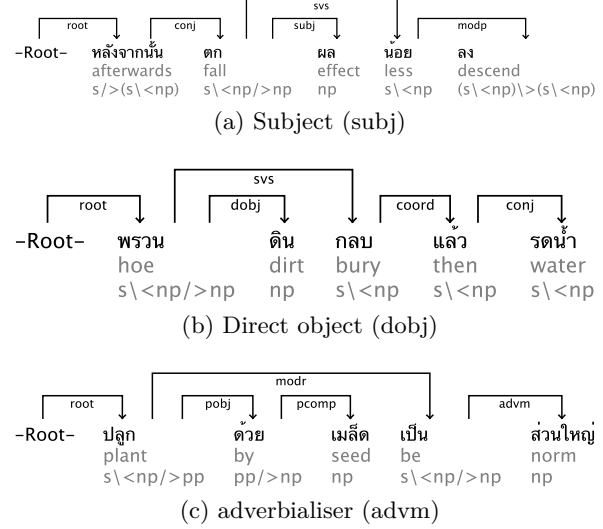 svs
root conj subj modp
–Root– หลังจากนั้น ตก ผล น้อย ลง
afterwards fall effect less descend
s/>(s\<np) s\<np/>np np s\<np (s\<np)\>(s\<np)
(a) Subject (subj)
svs
root dobj coord conj
–Root– พรวน ดิน กลบ แล้ว รดน้ำ
hoe dirt bury then water
s\<np/>np np s\<np s\<np s\<np
(b) Direct object (dobj)
modr
root pobj pcomp advm
–Root– ปลูก ด้วย เมล็ด เป็น ส่วนใหญ่
plant by seed be norm
s\<np/>pp pp/>np np s\<np/>np np
(c) adverbialiser (advm)